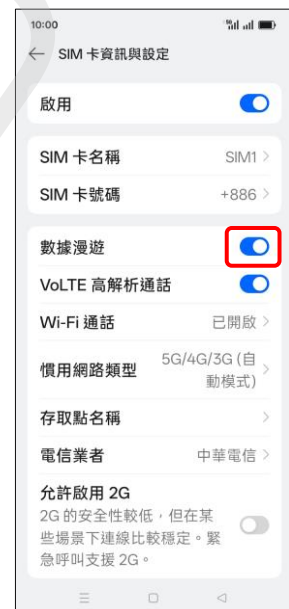 10:00
← SIM 卡資訊與設定
啟用
SIM 卡名稱 SIM1 >
SIM 卡號碼 +886 >
數據漫遊
VoLTE 高解析通話
Wi-Fi 通話 已開啟 >
慣用網路類型 5G/4G/3G (自
動模式) >
存取點名稱 >
電信業者 中華電信 >
允許啟用 2G
2G 的安全性較低，但在某
些場景下連線比較穩定。緊
急呼叫支援 2G。